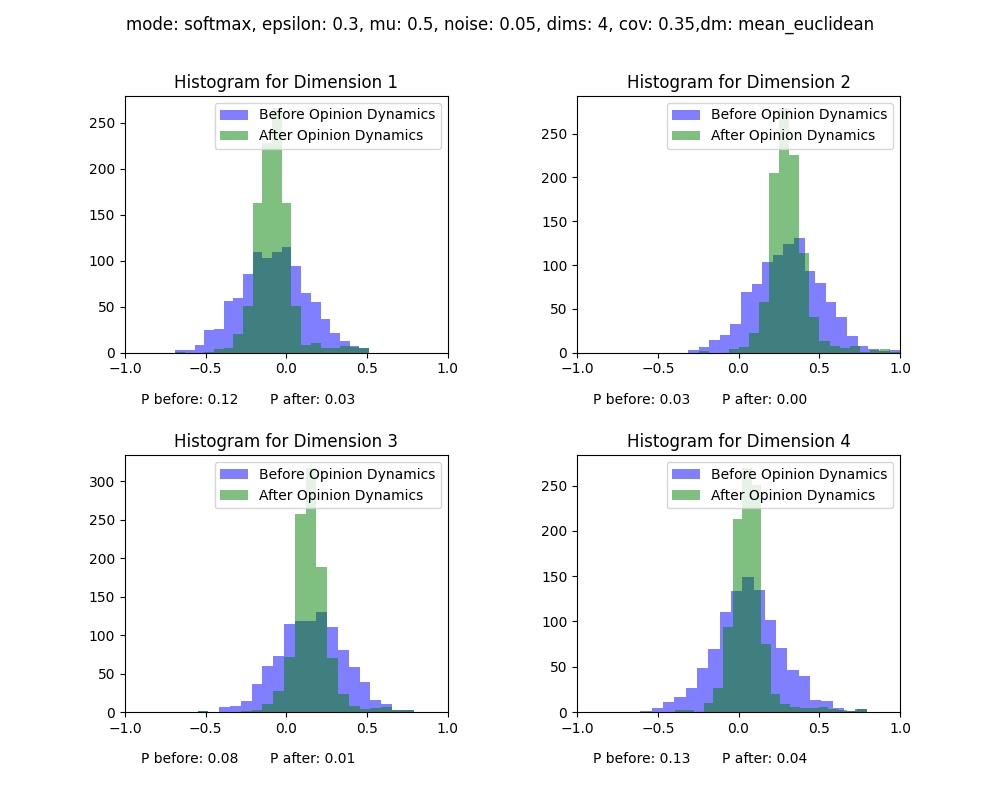 mode: softmax, epsilon: 0.3, mu: 0.5, noise: 0.05, dims: 4, cov: 0.35,dm: mean_euclidean
Histogram for Dimension 1
Before Opinion Dynamics
After Opinion Dynamics
250
200
150
100
50
0
−1.0 −0.5 0.0 0.5 1.0
P before: 0.12 P after: 0.03
Histogram for Dimension 2
Before Opinion Dynamics
After Opinion Dynamics
250
200
150
100
50
0
−1.0 −0.5 0.0 0.5 1.0
P before: 0.03 P after: 0.00
Histogram for Dimension 3
Before Opinion Dynamics
After Opinion Dynamics
300
250
200
150
100
50
0
−1.0 −0.5 0.0 0.5 1.0
P before: 0.08 P after: 0.01
Histogram for Dimension 4
Before Opinion Dynamics
After Opinion Dynamics
250
200
150
100
50
0
−1.0 −0.5 0.0 0.5 1.0
P before: 0.13 P after: 0.04